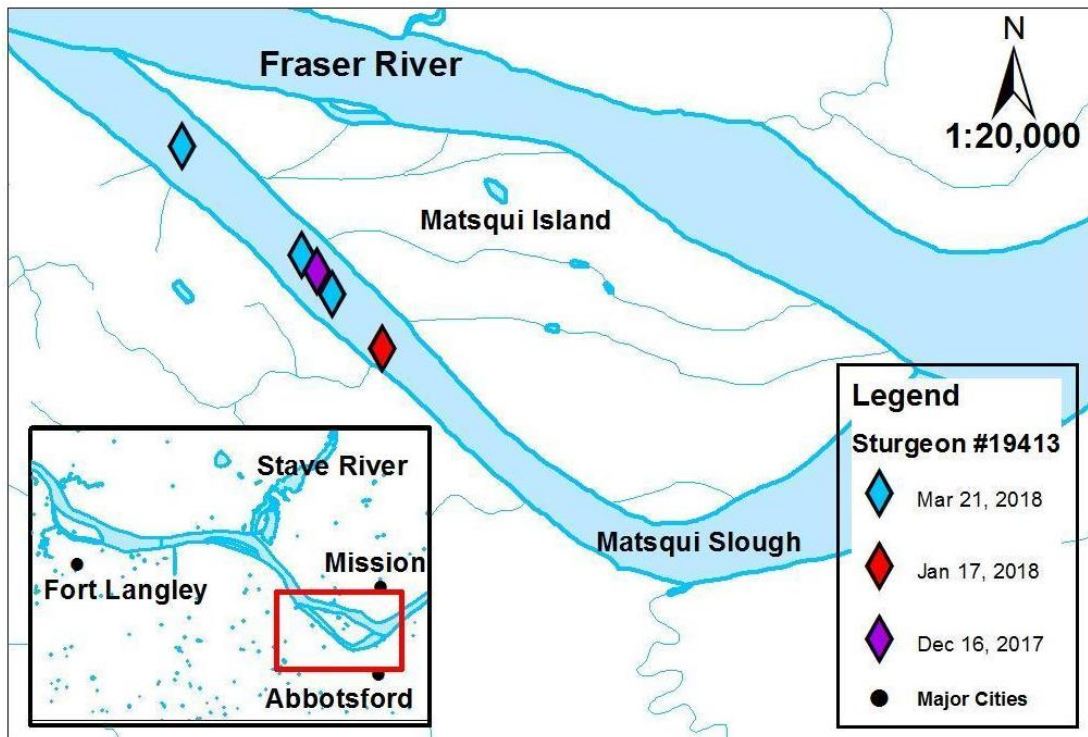 Fraser River
N
1:20,000
Matsqui Island
Matsqui Slough
Stave River
Mission
Fort Langley
Abbotsford
Legend
Sturgeon #19413
Mar 21, 2018
Jan 17, 2018
Dec 16, 2017
Major Cities